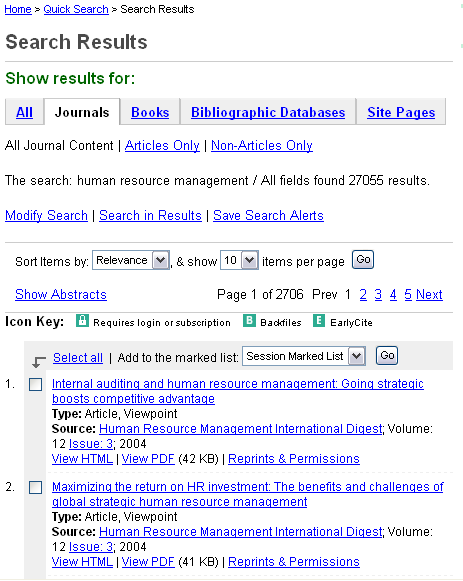 Home > Quick Search > Search Results
Search Results
Show results for:
All Journals Books Bibliographic Databases Site Pages
All Journal Content | Articles Only | Non-Articles Only
The search: human resource management / All fields found 27055 results.
Modify Search | Search in Results | Save Search Alerts
Sort Items by: Relevance , & show 10 items per page Go
Show Abstracts Page 1 of 2706 Prev 1 2 3 4 5 Next
Icon Key: Requires login or subscription B Backfiles E EarlyCite
Select all | Add to the marked list: Session Marked List Go
1. Internal auditing and human resource management: Going strategic
boosts competitive advantage
Type: Article, Viewpoint
Source: Human Resource Management International Digest; Volume:
12 Issue: 3; 2004
View HTML | View PDF (42 KB) | Reprints & Permissions
2. Maximizing the return on HR investment: The benefits and challenges of
global strategic human resource management
Type: Article, Viewpoint
Source: Human Resource Management International Digest; Volume:
12 Issue: 3; 2004
View HTML | View PDF (41 KB) | Reprints & Permissions